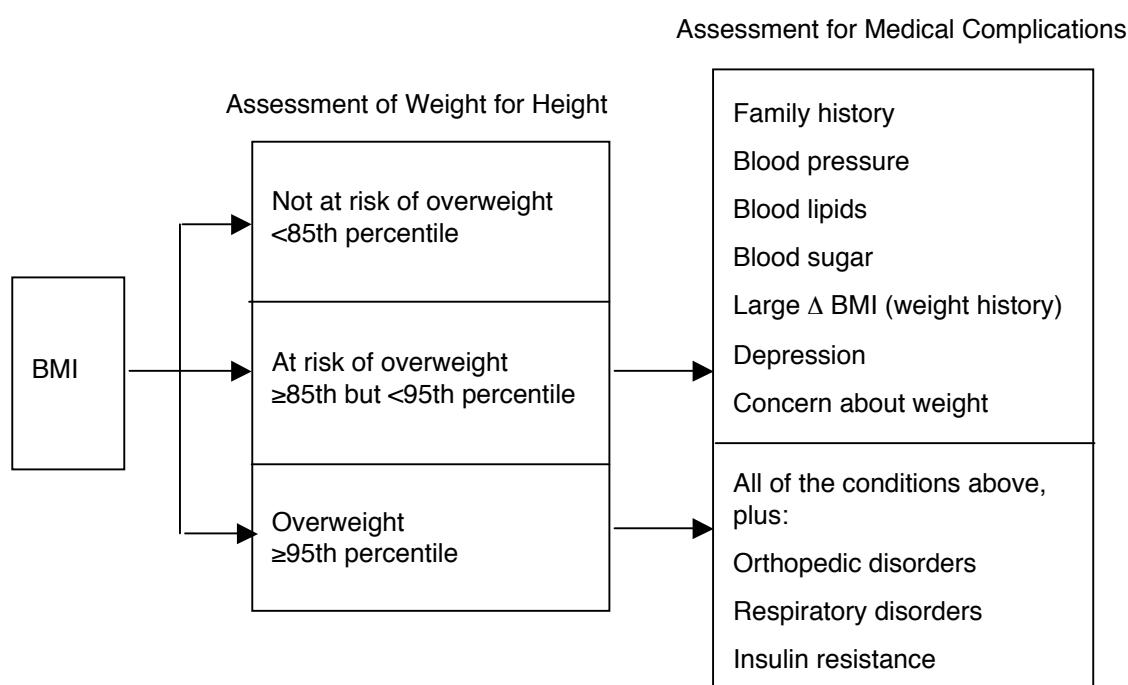 Assessment for Medical Complications
Assessment of Weight for Height
BMI
Not at risk of overweight
<85th percentile
At risk of overweight
≥85th but <95th percentile
Overweight
≥95th percentile
Family history
Blood pressure
Blood lipids
Blood sugar
Large Δ BMI (weight history)
Depression
Concern about weight
All of the conditions above,
plus:
Orthopedic disorders
Respiratory disorders
Insulin resistance